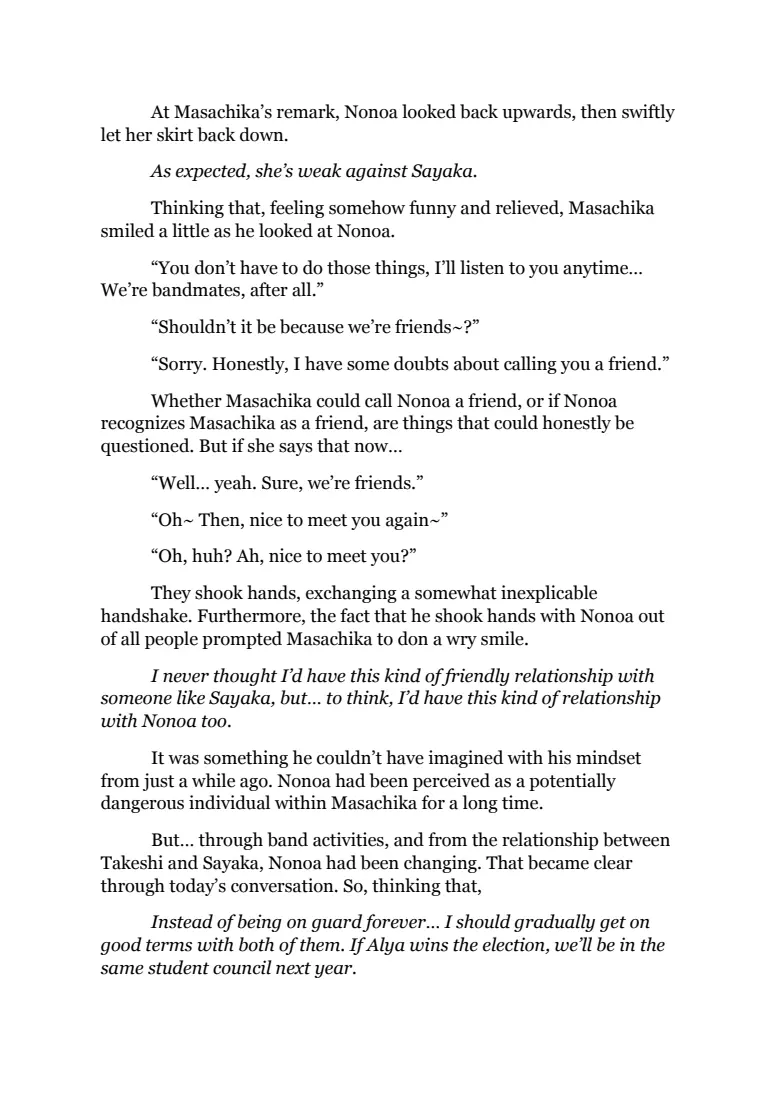 At Masachika’s remark, Nonoa looked back upwards, then swiftly
let her skirt back down.
As expected, she’s weak against Sayaka.
Thinking that, feeling somehow funny and relieved, Masachika
smiled a little as he looked at Nonoa.
“You don’t have to do those things, I’ll listen to you anytime…
We’re bandmates, after all.”
“Shouldn’t it be because we’re friends~?”
“Sorry. Honestly, I have some doubts about calling you a friend.”
Whether Masachika could call Nonoa a friend, or if Nonoa
recognizes Masachika as a friend, are things that could honestly be
questioned. But if she says that now…
“Well… yeah. Sure, we’re friends.”
“Oh~ Then, nice to meet you again~”
“Oh, huh? Ah, nice to meet you?”
They shook hands, exchanging a somewhat inexplicable
handshake. Furthermore, the fact that he shook hands with Nonoa out
of all people prompted Masachika to don a wry smile.
I never thought I’d have this kind of friendly relationship with
someone like Sayaka, but… to think, I’d have this kind of relationship
with Nonoa too.
It was something he couldn’t have imagined with his mindset
from just a while ago. Nonoa had been perceived as a potentially
dangerous individual within Masachika for a long time.
But… through band activities, and from the relationship between
Takeshi and Sayaka, Nonoa had been changing. That became clear
through today’s conversation. So, thinking that,
Instead of being on guard forever… I should gradually get on
good terms with both of them. If Alya wins the election, we’ll be in the
same student council next year.